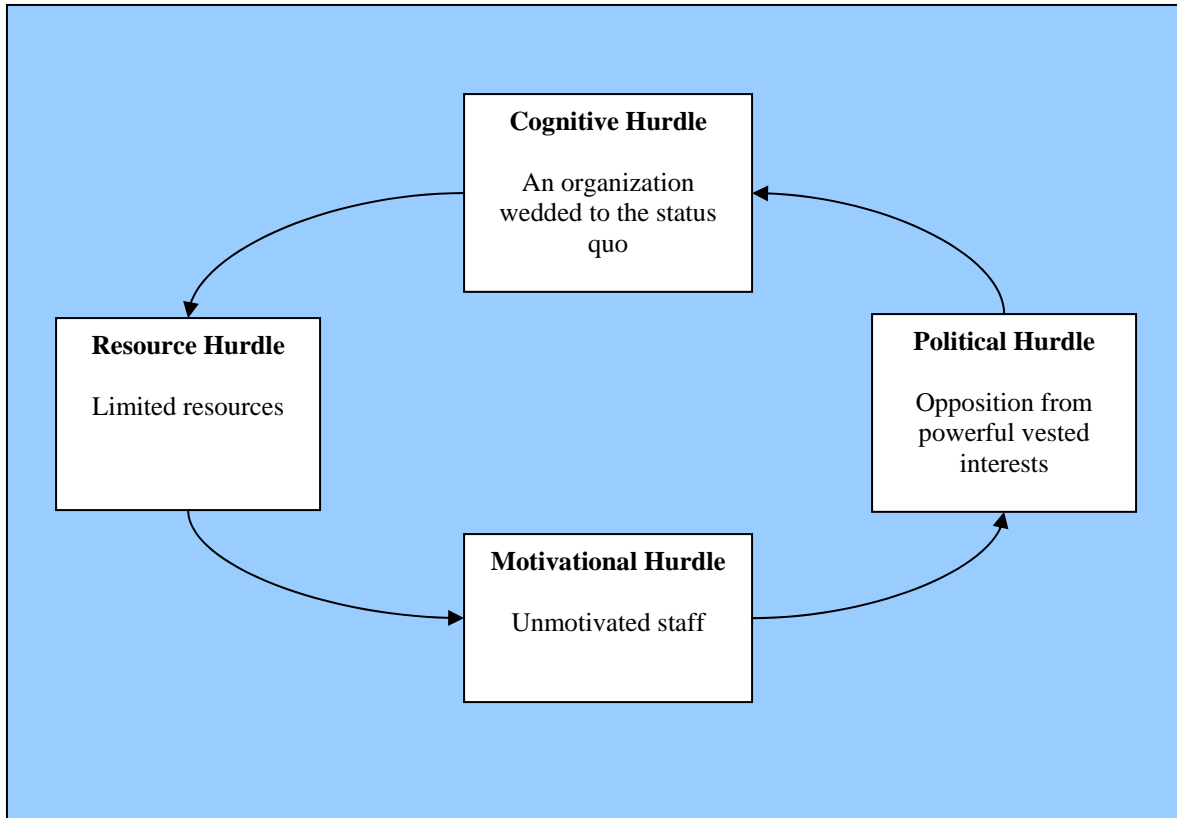 Cognitive Hurdle
An organization
wedded to the status
quo
Resource Hurdle
Limited resources
Political Hurdle
Opposition from
powerful vested
interests
Motivational Hurdle
Unmotivated staff